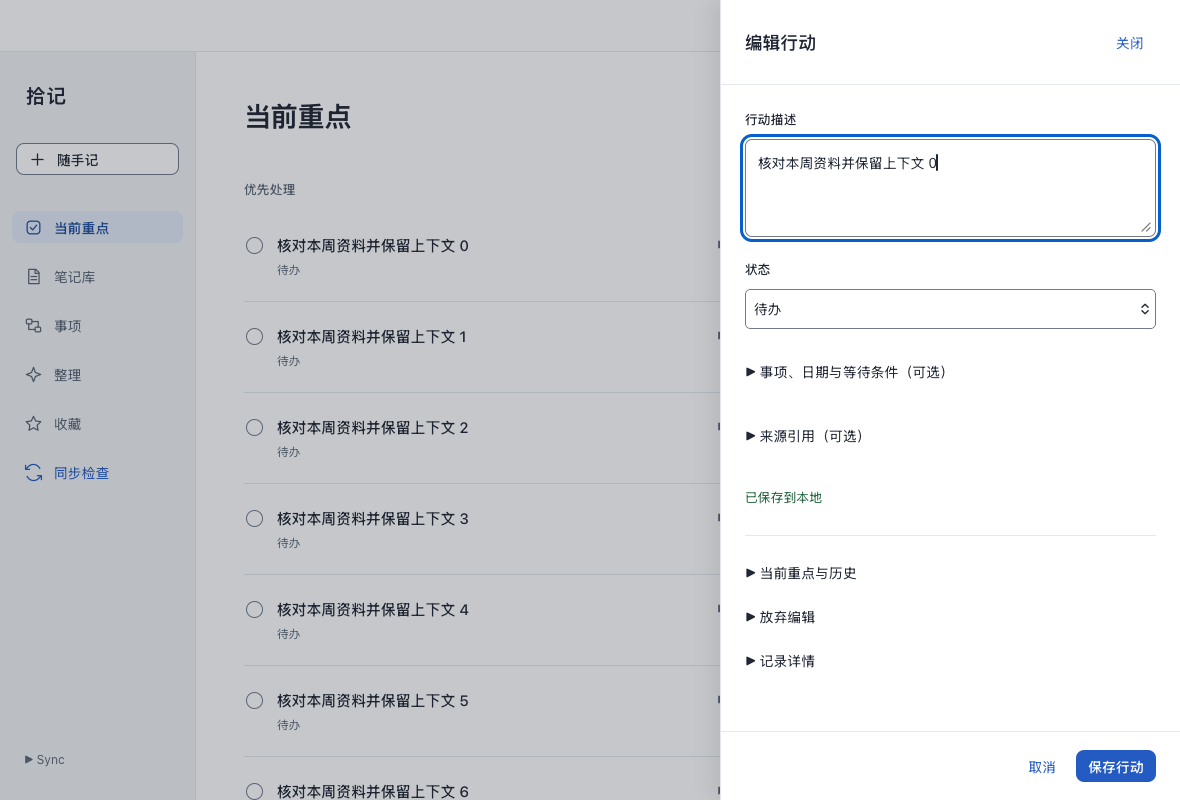 拾记
随手记
当前重点
笔记库
事项
整理
收藏
同步检查
Sync
当前重点
优先处理
核对本周资料并保留上下文 0
待办
核对本周资料并保留上下文 1
待办
核对本周资料并保留上下文 2
待办
核对本周资料并保留上下文 3
待办
核对本周资料并保留上下文 4
待办
核对本周资料并保留上下文 5
待办
核对本周资料并保留上下文 6
编辑行动
关闭
行动描述
核对本周资料并保留上下文 0
状态
待办
事项、日期与等待条件（可选）
来源引用（可选）
已保存到本地
当前重点与历史
放弃编辑
记录详情
取消
保存行动